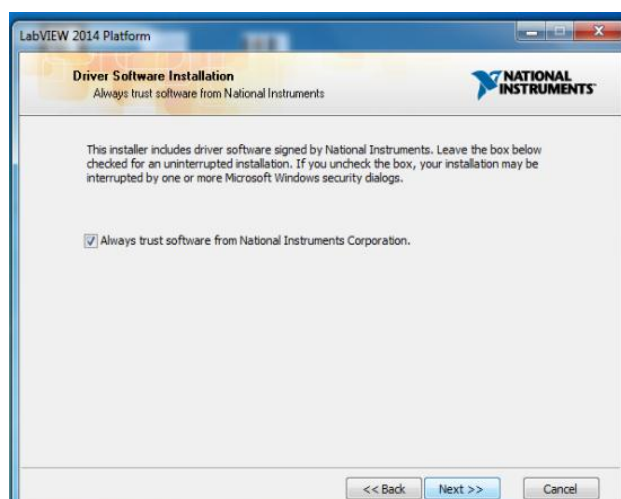 LabVIEW 2014 Platform
Driver Software Installation
Always trust software from National Instruments
NATIONAL
INSTRUMENTS
This installer includes driver software signed by National Instruments. Leave the box below
checked for an uninterrupted installation. If you uncheck the box, your installation may be
interrupted by one or more Microsoft Windows security dialogs.
Always trust software from National Instruments Corporation.
<< Back Next >> Cancel